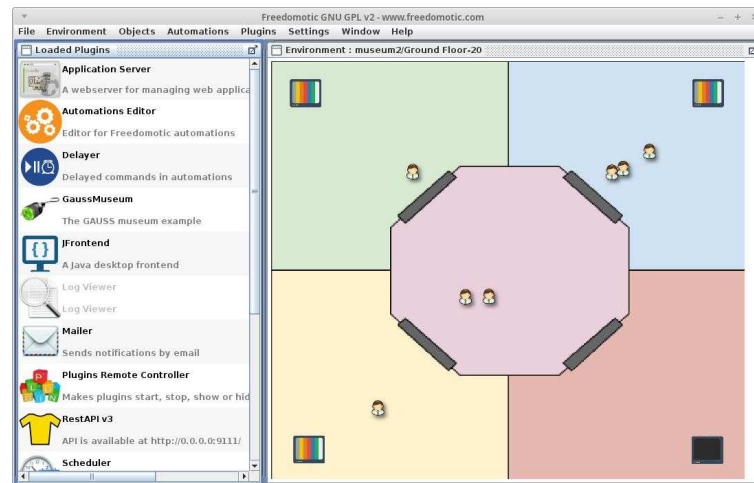 Freedomotic GNU GPL v2 - www.freedomotic.com
File Environment Objects Automations Plugins Settings Window Help
Loaded Plugins
Application Server
A webserver for managing web applica
Automations Editor
Editor for Freedomotic automations
Delayer
Delayed commands in automations
GaussMuseum
The GAUSS museum example
JFrontend
A Java desktop frontend
Log Viewer
Log Viewer
Mailer
Sends notifications by email
Plugins Remote Controller
Makes plugins start, stop, show or hid
RestAPI v3
API is available at http://0.0.0.0:9111/
Scheduler
Environment : museum2/Ground Floor-20